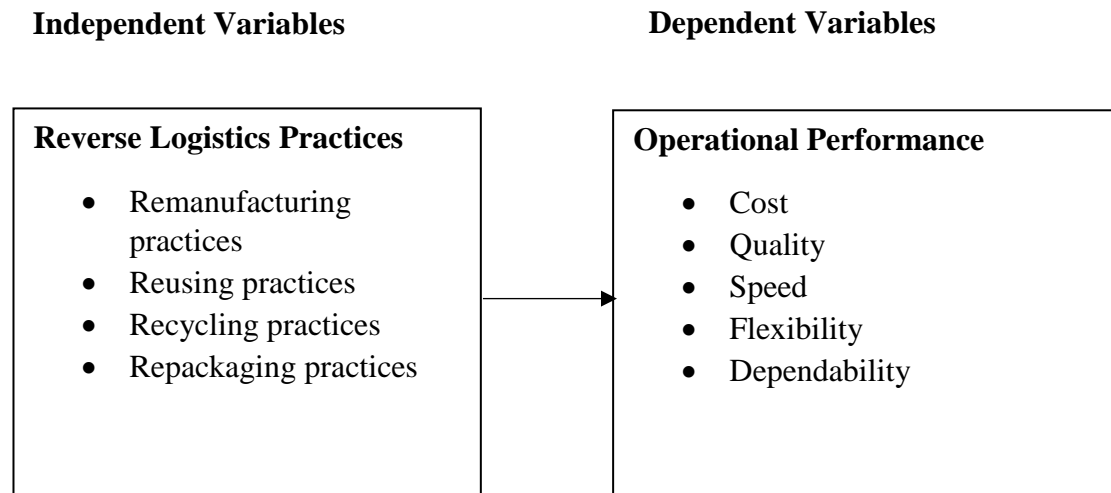 Independent Variables
Dependent Variables
Reverse Logistics Practices
• Remanufacturing
practices
• Reusing practices
• Recycling practices
• Repackaging practices
Operational Performance
• Cost
• Quality
• Speed
• Flexibility
• Dependability